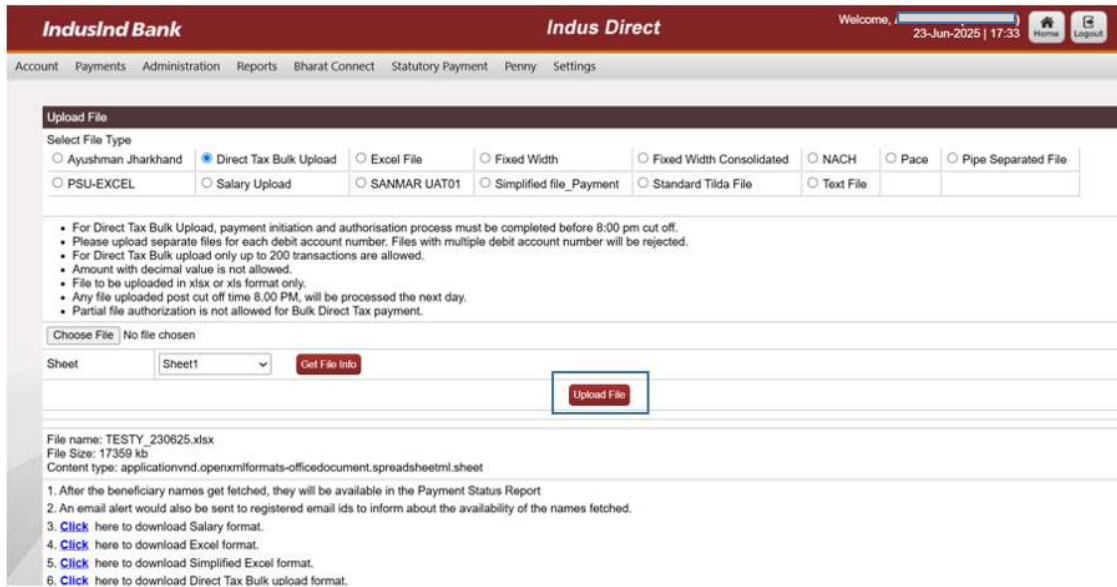 IndusInd Bank
Indus Direct
Welcome,
23-Jun-2025 | 17:33
Home
Logout
Account Payments Administration Reports Bharat Connect Statutory Payment Penny Settings
Upload File
Select File Type
Ayushman Jharkhand Direct Tax Bulk Upload Excel File Fixed Width Fixed Width Consolidated NACH Pace Pipe Separated File
PSU-EXCEL Salary Upload SANMAR UAT01 Simplified file_Payment Standard Tilda File Text File
• For Direct Tax Bulk Upload, payment initiation and authorisation process must be completed before 8:00 pm cut off.
• Please upload separate files for each debit account number. Files with multiple debit account number will be rejected.
• For Direct Tax Bulk upload only up to 200 transactions are allowed.
• Amount with decimal value is not allowed.
• File to be uploaded in xlsx or xls format only.
• Any file uploaded post cut off time 8.00 PM, will be processed the next day.
• Partial file authorization is not allowed for Bulk Direct Tax payment.
Choose File No file chosen
Sheet Sheet1 Get File Info
Upload File
File name: TESTY_230625.xlsx
File Size: 17359 kb
Content type: applicationvnd.openxmlformats-officedocument.spreadsheetml.sheet
1. After the beneficiary names get fetched, they will be available in the Payment Status Report
2. An email alert would also be sent to registered email ids to inform about the availability of the names fetched.
3. Click here to download Salary format.
4. Click here to download Excel format.
5. Click here to download Simplified Excel format.
6. Click here to download Direct Tax Bulk upload format.